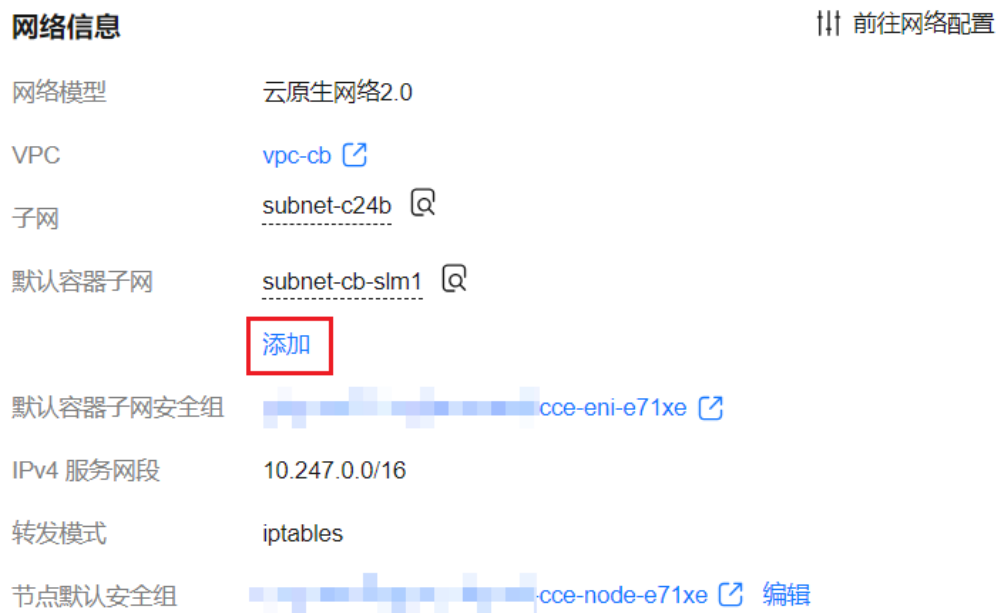 网络信息 前往网络配置
网络模型 云原生网络2.0
VPC vpc-cb
子网 subnet-c24b
默认容器子网 subnet-cb-slm1
添加
默认容器子网安全组 cce-eni-e71xe
IPv4 服务网段 10.247.0.0/16
转发模式 iptables
节点默认安全组 -cce-node-e71xe 编辑